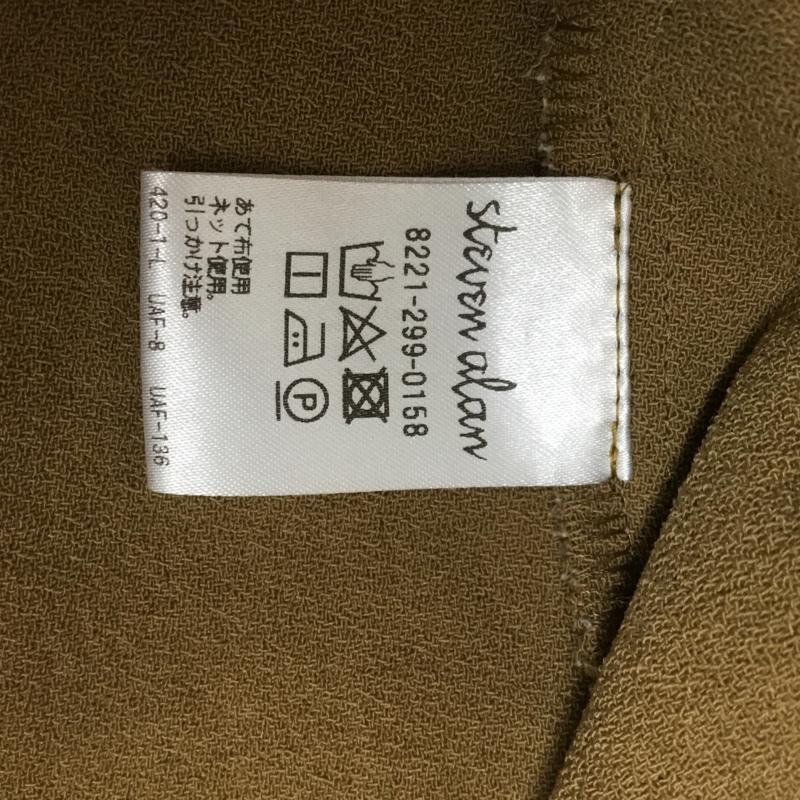 steven alan
8221-299-0158
P
あて布使用
ネット使用。
引っかけ注意。
420-1-L UAF-8 UAF-136